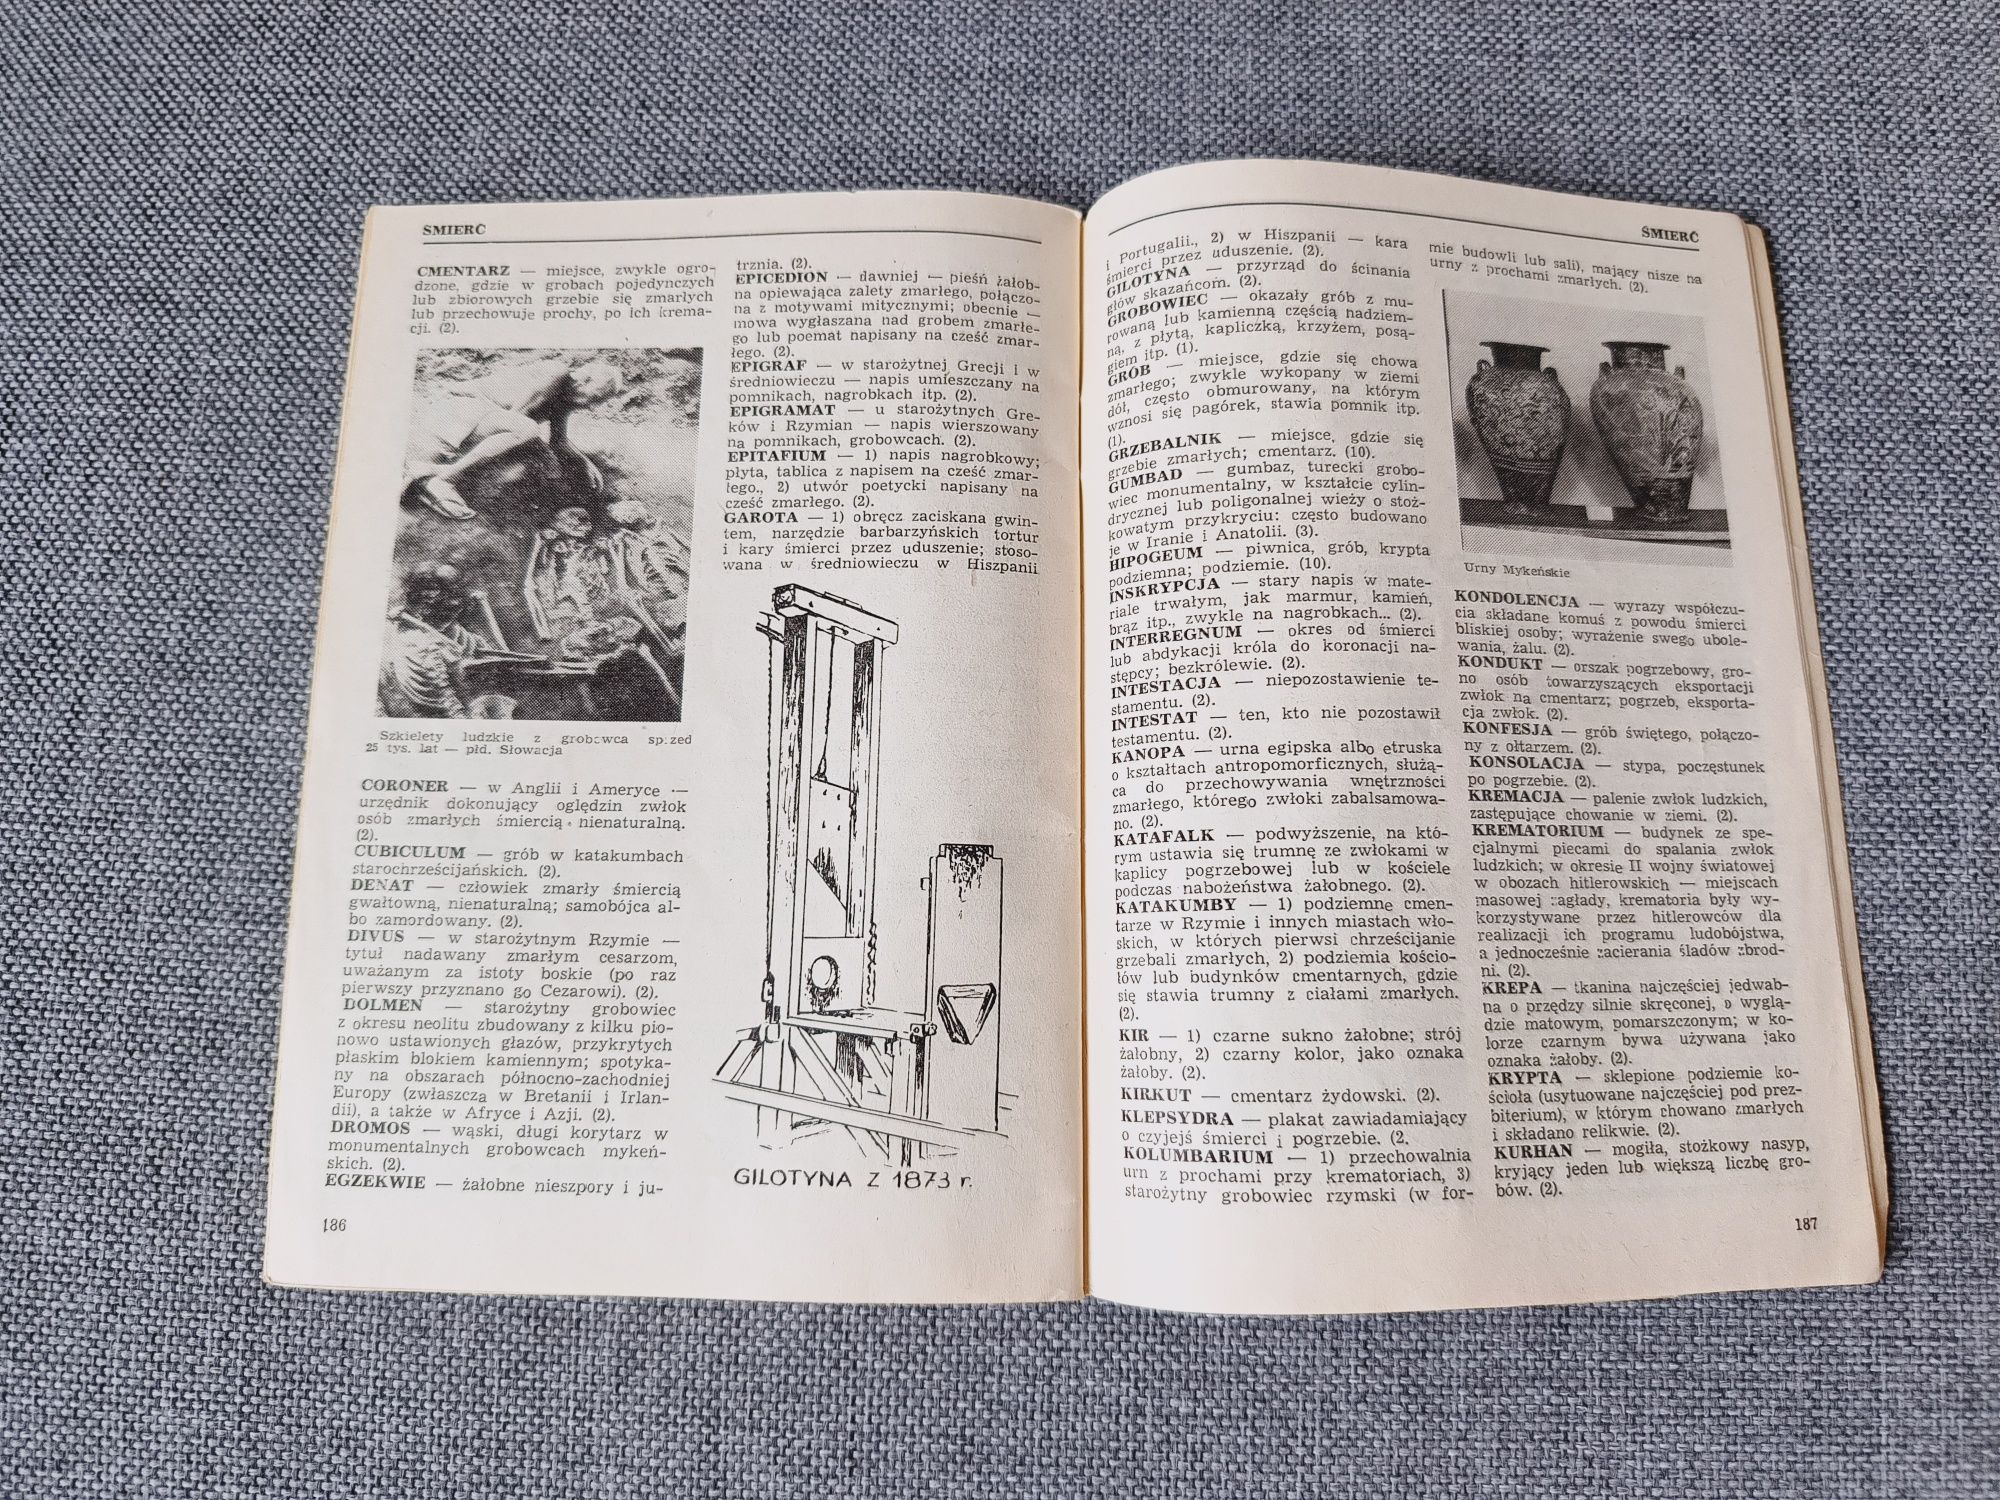 ŚMIERĆ
CMENTARZ — miejsce, zwykle ogro-
dzone, gdzie w grobach pojedynczych
lub zbiorowych grzebie się zmarłych
lub przechowuje prochy, po ich krema-
cji. (2).
Szkielety ludzkie z grobowca sprzed
25 tys. lat — płd. Słowacja
CORONER — w Anglii i Ameryce —
urzędnik dokonujący oględzin zwłok
osób zmarłych śmiercią nienaturalną.
(2).
CUBICULUM — grób w katakumbach
starochrześcijańskich. (2).
DENAT — człowiek zmarły śmiercią
gwałtowną, nienaturalną; samobójca al-
bo zamordowany. (2).
DIVUS — w starożytnym Rzymie —
tytuł nadawany zmarłym cesarzom,
uważanym za istoty boskie (po raz
pierwszy przyznano go Cezarowi). (2).
DOLMEN — starożytny grobowiec
z okresu neolitu zbudowany z kilku pio-
nowo ustawionych głazów, przykrytych
płaskim blokiem kamiennym; spotyka-
ny na obszarach północno-zachodniej
Europy (zwłaszcza w Bretanii i Irlan-
dii), a także w Afryce i Azji. (2).
DROMOS — wąski, długi korytarz w
monumentalnych grobowcach mykeń-
skich. (2).
EGZEKWIE — żałobne nieszpory i ju-
186
trznia. (2).
EPICEDION — dawniej — pieśń żałob-
na opiewająca zalety zmarłego, połączo-
na z motywami mitycznymi; obecnie —
mowa wygłaszana nad grobem zmarłe-
go lub poemat napisany na cześć zmar-
łego. (2).
EPIGRAF — w starożytnej Grecji i w
średniowieczu — napis umieszczany na
pomnikach, nagrobkach itp. (2).
EPIGRAMAT — u starożytnych Gre-
ków i Rzymian — napis wierszowany
na pomnikach, grobowcach. (2).
EPITAFIUM — 1) napis nagrobkowy;
płyta, tablica z napisem na cześć zmar-
łego., 2) utwór poetycki napisany na
cześć zmarłego. (2).
GAROTA — 1) obręcz zaciskana gwin-
tem, narzędzie barbarzyńskich tortur
i kary śmierci przez uduszenie; stoso-
wana w średniowieczu w Hiszpanii
GILOTYNA Z 1873 r.
ŚMIERĆ
i Portugalii., 2) w Hiszpanii — kara
śmierci przez uduszenie. (2).
GILOTYNA — przyrząd do ścinania
głów skazańcom. (2).
GROBOWIEC — okazały grób z mu-
rowaną lub kamienną częścią nadziem-
ną, z płytą, kapliczką, krzyżem, posą-
giem itp. (1).
GRÓB — miejsce, gdzie się chowa
zmarłego; zwykle wykopany w ziemi
dół, często obmurowany, na którym
wznosi się pagórek, stawia pomnik itp.
(1).
GRZEBALNIK — miejsce, gdzie się
grzebie zmarłych; cmentarz. (10).
GUMBAD — gumbaz, turecki grobo-
wiec monumentalny, w kształcie cylin-
drycznej lub poligonalnej wieży o stoż-
kowatym przykryciu: często budowano
je w Iranie i Anatolii. (3).
HIPOGEUM — piwnica, grób, krypta
podziemna; podziemie. (10).
INSKRYPCJA — stary napis w mate-
riale trwałym, jak marmur, kamień,
brąz itp., zwykle na nagrobkach... (2).
INTERREGNUM — okres od śmierci
lub abdykacji króla do koronacji na-
stępcy; bezkrólewie. (2).
INTESTACJA — niepozostawienie te-
stamentu. (2).
INTESTAT — ten, kto nie pozostawił
testamentu. (2).
KANOPA — urna egipska albo etruska
o kształtach antropomorficznych, służą-
ca do przechowywania wnętrzności
zmarłego, którego zwłoki zabalsamowa-
no. (2).
KATAFALK — podwyższenie, na któ-
rym ustawia się trumnę ze zwłokami w
kaplicy pogrzebowej lub w kościele
podczas nabożeństwa żałobnego. (2).
KATAKUMBY — 1) podziemne cmen-
tarze w Rzymie i innych miastach wło-
skich, w których pierwsi chrześcijanie
grzebali zmarłych, 2) podziemia kościo-
łów lub budynków cmentarnych, gdzie
się stawia trumny z ciałami zmarłych.
(2).
KIR — 1) czarne sukno żałobne; strój
żałobny, 2) czarny kolor, jako oznaka
żałoby. (2).
KIRKUT — cmentarz żydowski. (2).
KLEPSYDRA — plakat zawiadamiający
o czyjejś śmierci i pogrzebie. (2.
KOLUMBARIUM — 1) przechowalnia
urn z prochami przy krematoriach, 3)
starożytny grobowiec rzymski (w for-
mie budowli lub sali), mający nisze na
urny z prochami zmarłych. (2).
Urny Mykeńskie
KONDOLENCJA — wyrazy współczu-
cia składane komuś z powodu śmierci
bliskiej osoby; wyrażenie swego ubole-
wania, żalu. (2).
KONDUKT — orszak pogrzebowy, gro-
no osób towarzyszących eksportacji
zwłok na cmentarz; pogrzeb, eksporta-
cja zwłok. (2).
KONFESJA — grób świętego, połączo-
ny z ołtarzem. (2).
KONSOLACJA — stypa, poczęstunek
po pogrzebie. (2).
KREMACJA — palenie zwłok ludzkich,
zastępujące chowanie w ziemi. (2).
KREMATORIUM — budynek ze spe-
cjalnymi piecami do spalania zwłok
ludzkich; w okresie II wojny światowej
w obozach hitlerowskich — miejscach
masowej zagłady, krematoria były wy-
korzystywane przez hitlerowców dla
realizacji ich programu ludobójstwa,
a jednocześnie zacierania śladów zbrod-
ni. (2).
KREPA — tkanina najczęściej jedwab-
na o przędzy silnie skręconej, o wyglą-
dzie matowym, pomarszczonym; w ko-
lorze czarnym bywa używana jako
oznaka żałoby. (2).
KRYPTA — sklepione podziemie ko-
ścioła (usytuowane najczęściej pod prez-
biterium), w którym chowano zmarłych
i składano relikwie. (2).
KURHAN — mogiła, stożkowy nasyp,
kryjący jeden lub większą liczbę gro-
bów. (2).
187